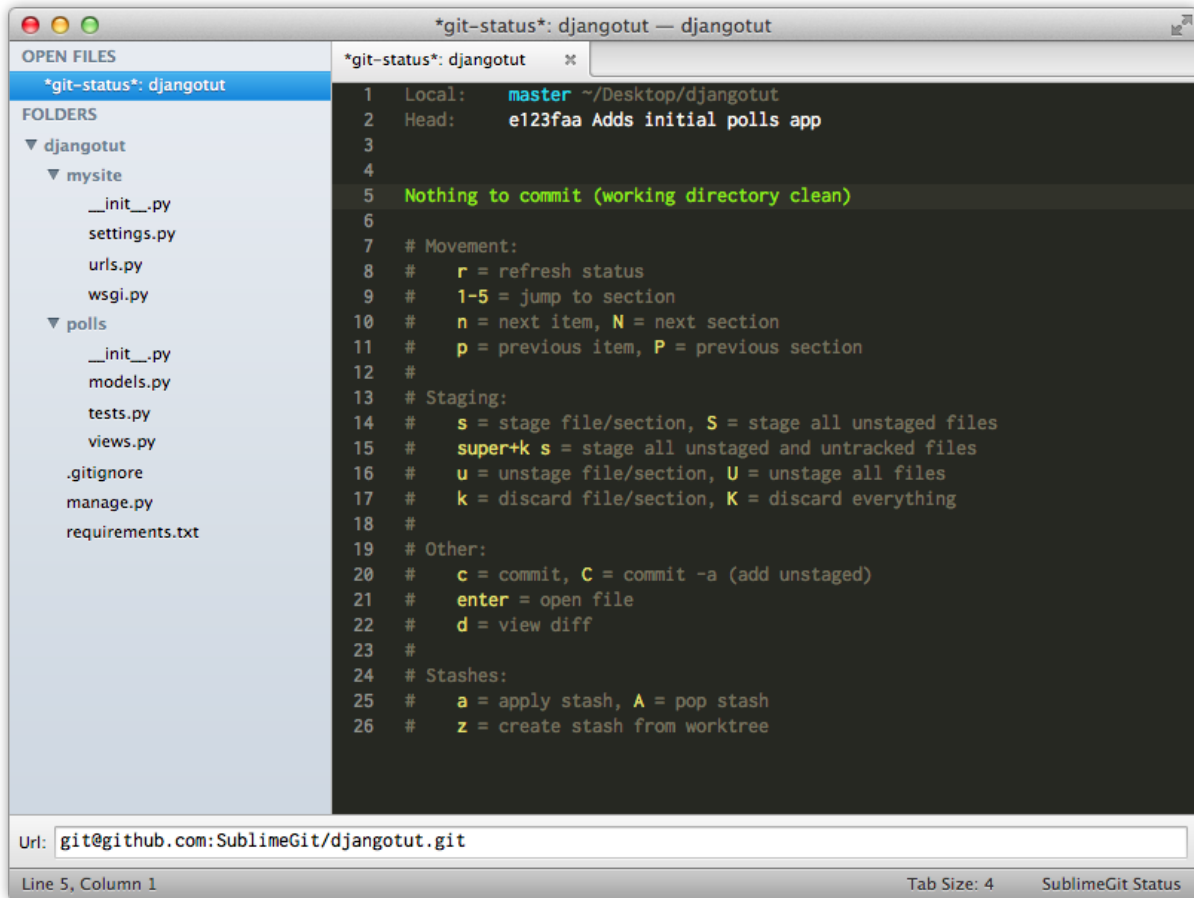 *git-status*: djangotut — djangotut
OPEN FILES
*git-status*: djangotut
FOLDERS
djangotut
mysite
__init__.py
settings.py
urls.py
wsgi.py
polls
__init__.py
models.py
tests.py
views.py
.gitignore
manage.py
requirements.txt
*git-status*: djangotut
1 Local: master ~/Desktop/djangotut
2 Head: e123faa Adds initial polls app
3
4
5 Nothing to commit (working directory clean)
6
7 # Movement:
8 # r = refresh status
9 # 1-5 = jump to section
10 # n = next item, N = next section
11 # p = previous item, P = previous section
12 #
13 # Staging:
14 # s = stage file/section, S = stage all unstaged files
15 # super+k s = stage all unstaged and untracked files
16 # u = unstage file/section, U = unstage all files
17 # k = discard file/section, K = discard everything
18 #
19 # Other:
20 # c = commit, C = commit -a (add unstaged)
21 # enter = open file
22 # d = view diff
23 #
24 # Stashes:
25 # a = apply stash, A = pop stash
26 # z = create stash from worktree
Url: git@github.com:SublimeGit/djangotut.git
Line 5, Column 1 Tab Size: 4 SublimeGit Status